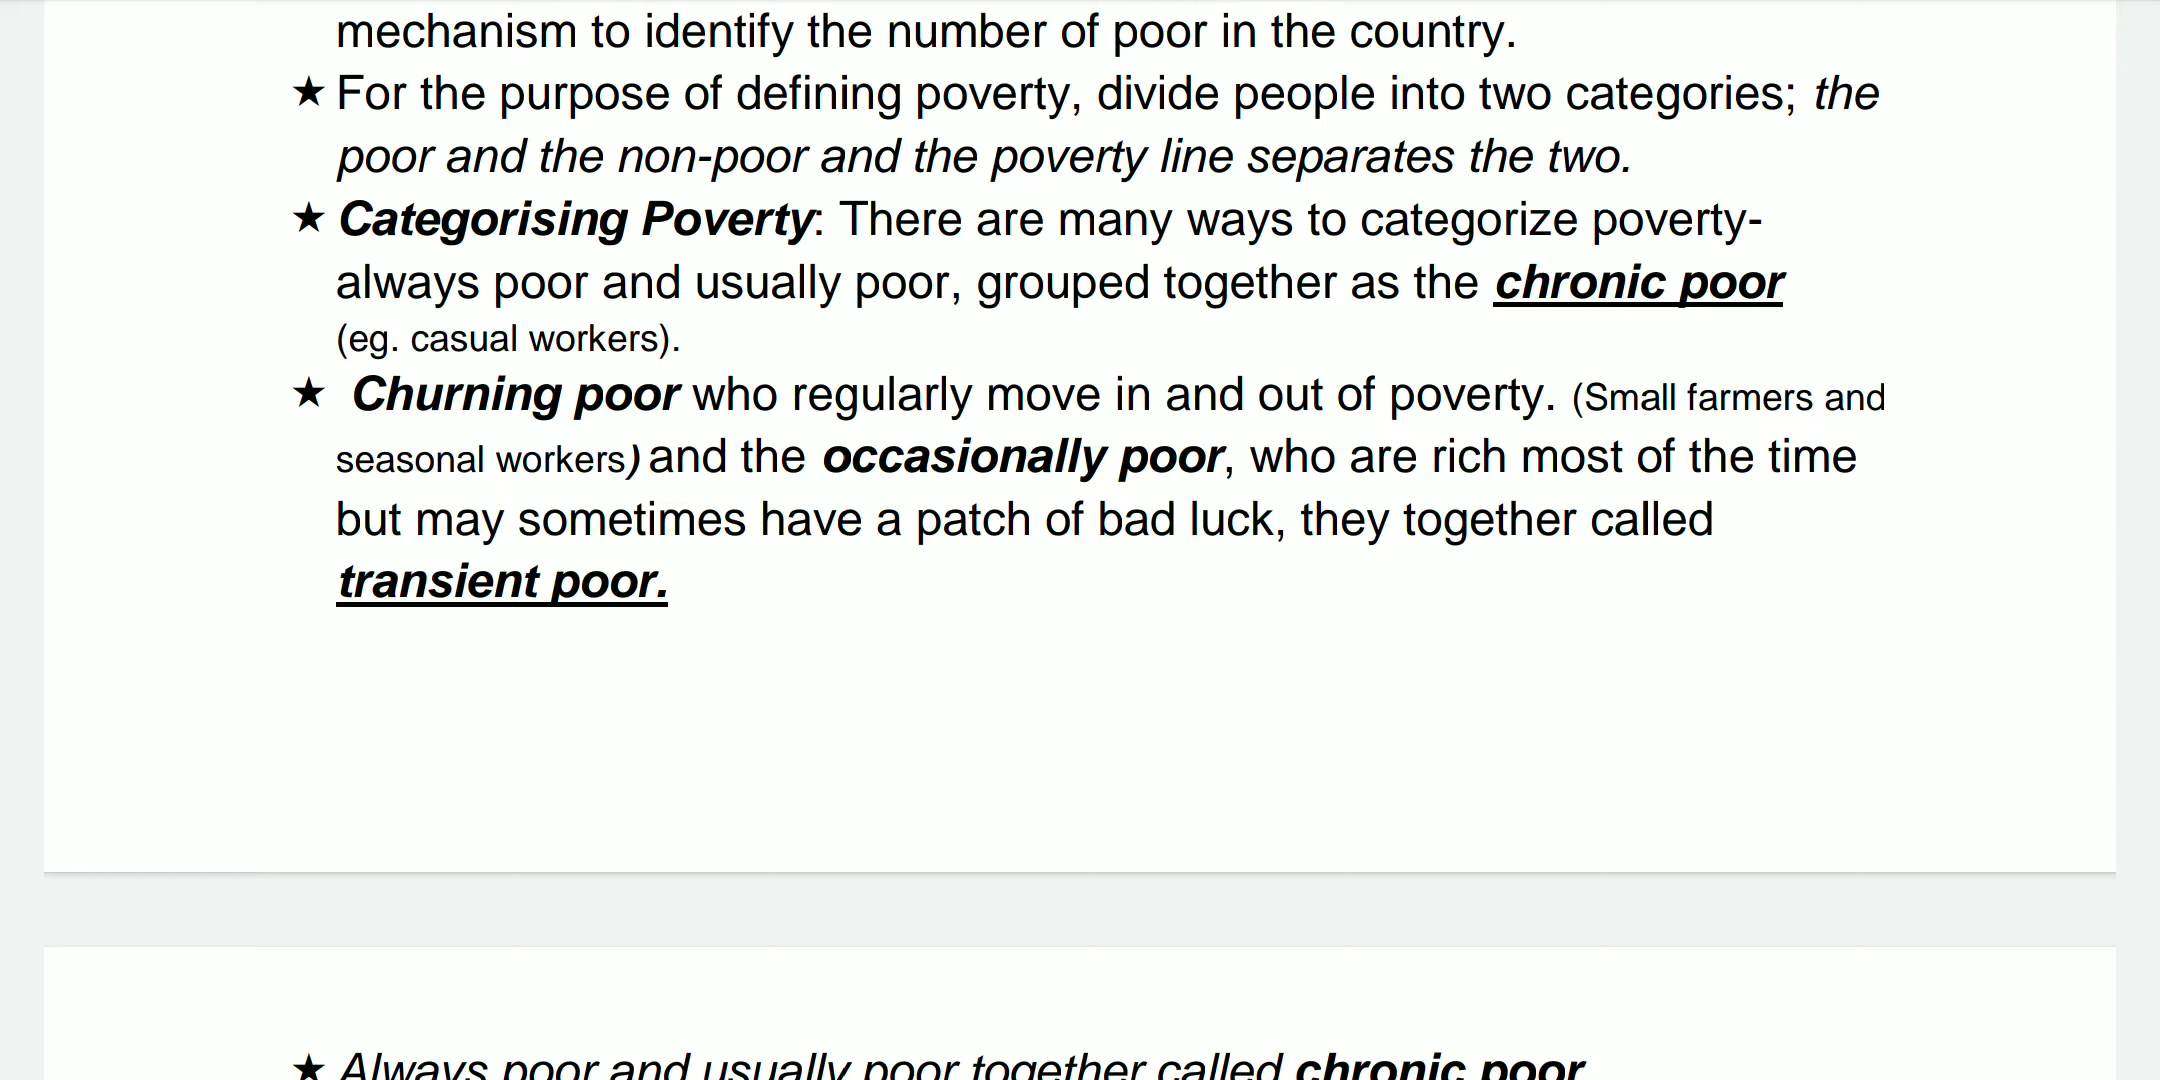 mechanism to identify the number of poor in the country.
★ For the purpose of defining poverty, divide people into two categories; the
poor and the non-poor and the poverty line separates the two.
★ Categorising Poverty: There are many ways to categorize poverty-
always poor and usually poor, grouped together as the chronic poor
(eg. casual workers).
★ Churning poor who regularly move in and out of poverty. (Small farmers and
seasonal workers) and the occasionally poor, who are rich most of the time
but may sometimes have a patch of bad luck, they together called
transient poor.
★ Always poor and usually poor together called chronic poor